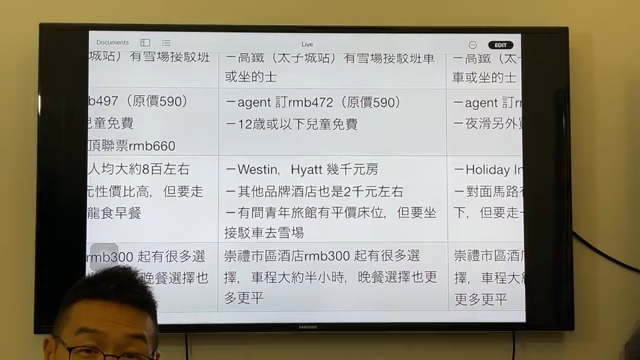 Documents
Live
EDIT
城站）有雪場接駁班
－高鐵（太子城站）有雪場接駁班車
或坐的士
－高鐵（太子
車或坐的士
b497（原價590）
兒童免費
頂聯票rmb660
－agent 訂rmb472（原價590）
－12歲或以下兒童免費
－agent 訂r
－夜滑另外買
人均大約8百左右
元性價比高，但要走
龍食早餐
－Westin，Hyatt 幾千元房
－其他品牌酒店也是2千元左右
－有間青年旅館有平價床位，但要坐
接駁車去雪場
－Holiday In
－對面馬路有
下，但要走一
rmb300 起有很多選
晚餐選擇也
崇禮市區酒店rmb300 起有很多選
擇，車程大約半小時，晚餐選擇也更
多更平
崇禮市區酒店
擇，車程大約
更多更平
SAMSUNG